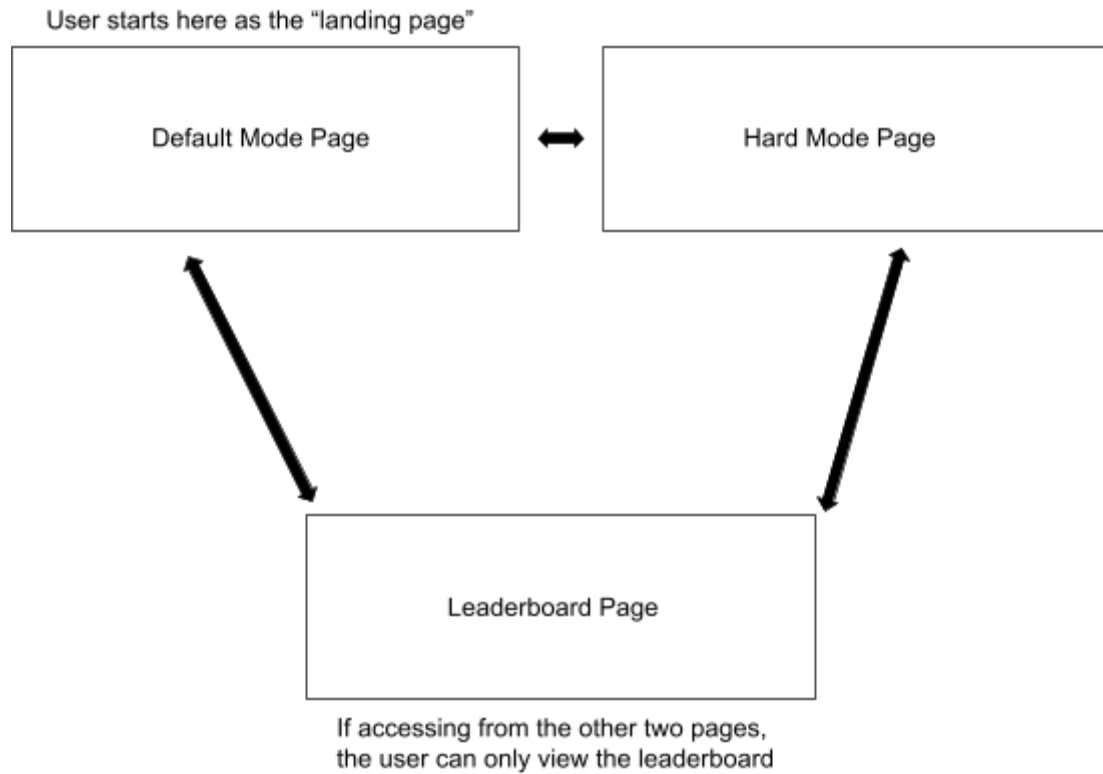 User starts here as the “landing page”
Default Mode Page
Hard Mode Page
Leaderboard Page
If accessing from the other two pages,
the user can only view the leaderboard